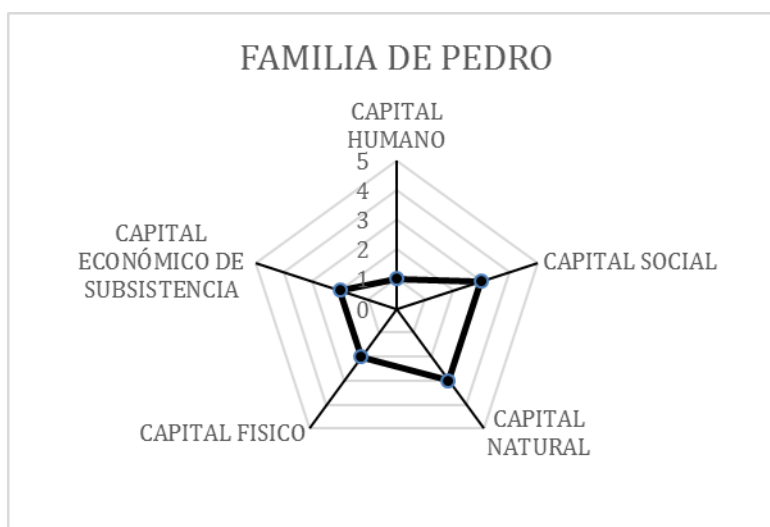 FAMILIA DE PEDRO
CAPITAL
HUMANO
5
4
3
2
1
0
CAPITAL SOCIAL
CAPITAL
NATURAL
CAPITAL FISICO
CAPITAL
ECONÓMICO DE
SUBSISTENCIA